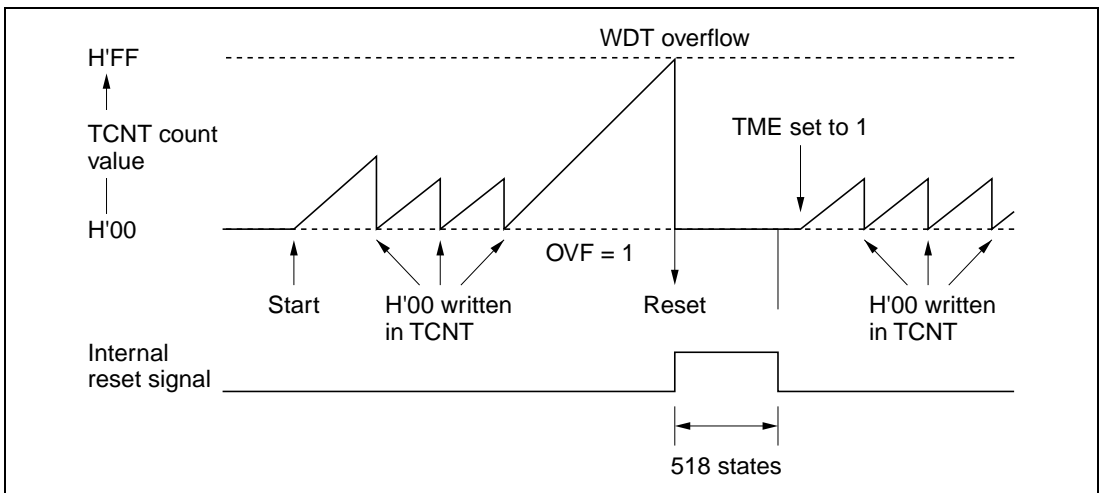 WDT overflow
H'FF
TCNT count
value
TME set to 1
H'00
OVF = 1
Start
H'00 written
in TCNT
Reset
H'00 written
in TCNT
Internal
reset signal
518 states